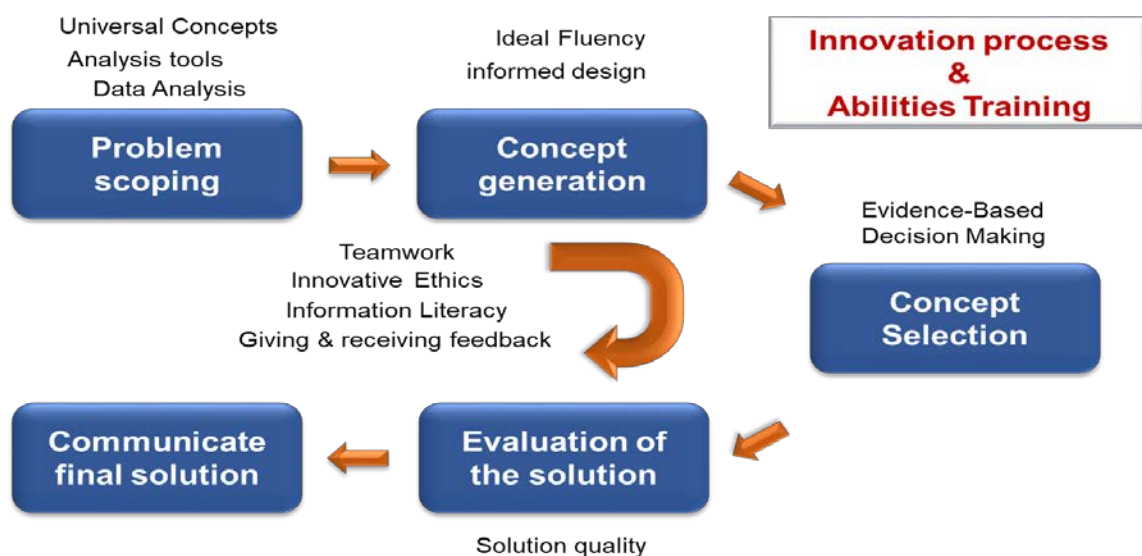 Universal Concepts
Analysis tools
Data Analysis
Problem
scoping
Ideal Fluency
informed design
Concept
generation
Innovation process
&
Abilities Training
Evidence-Based
Decision Making
Concept
Selection
Teamwork
Innovative Ethics
Information Literacy
Giving & receiving feedback
Evaluation of
the solution
Solution quality
Communicate
final solution